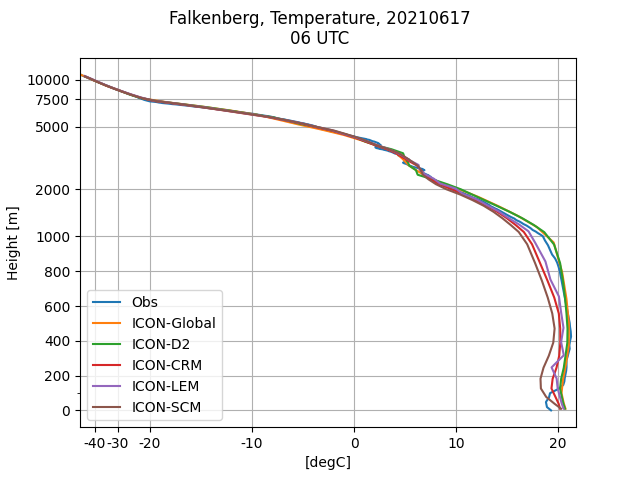 Falkenberg, Temperature, 20210617
06 UTC
10000
7500
5000
2000
1000
800
600
400
200
0
Height [m]
Obs
ICON-Global
ICON-D2
ICON-CRM
ICON-LEM
ICON-SCM
-40 -30 -20 -10 0 10 20
[degC]